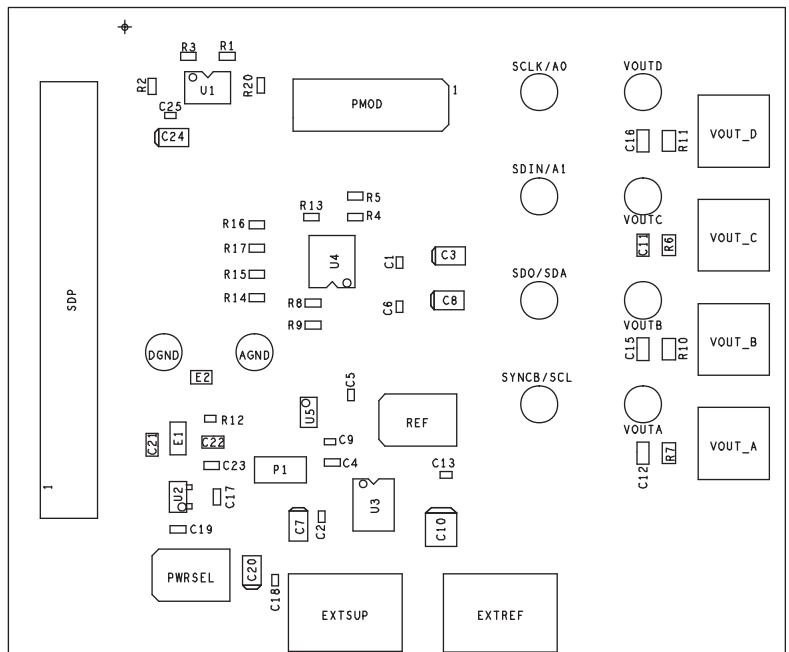 R3 R1
SCLK/A0 VOUTD
R2 U1 R20
PMOD 1
C25
C24
C16 R11 VOUT_D
SDIN/A1
R5
R13 R4
R16
VOUTC
R17 U4 C1 C3 C11 R6 VOUT_C
R15
SDO/SDA
R14 R8 C6 C8
SDP
R9
VOUTB
DGND AGND C15 R10 VOUT_B
E2
SYNCB/SCL
C5
R12 U5 REF
VOUTA
C21 E1 C22 C9
C4 C12 R7 VOUT_A
C23 P1 C13
1 U2 C17
C7 C2 U3 C10
C19
PWRSEL C20 C18
EXTSUP EXTREF